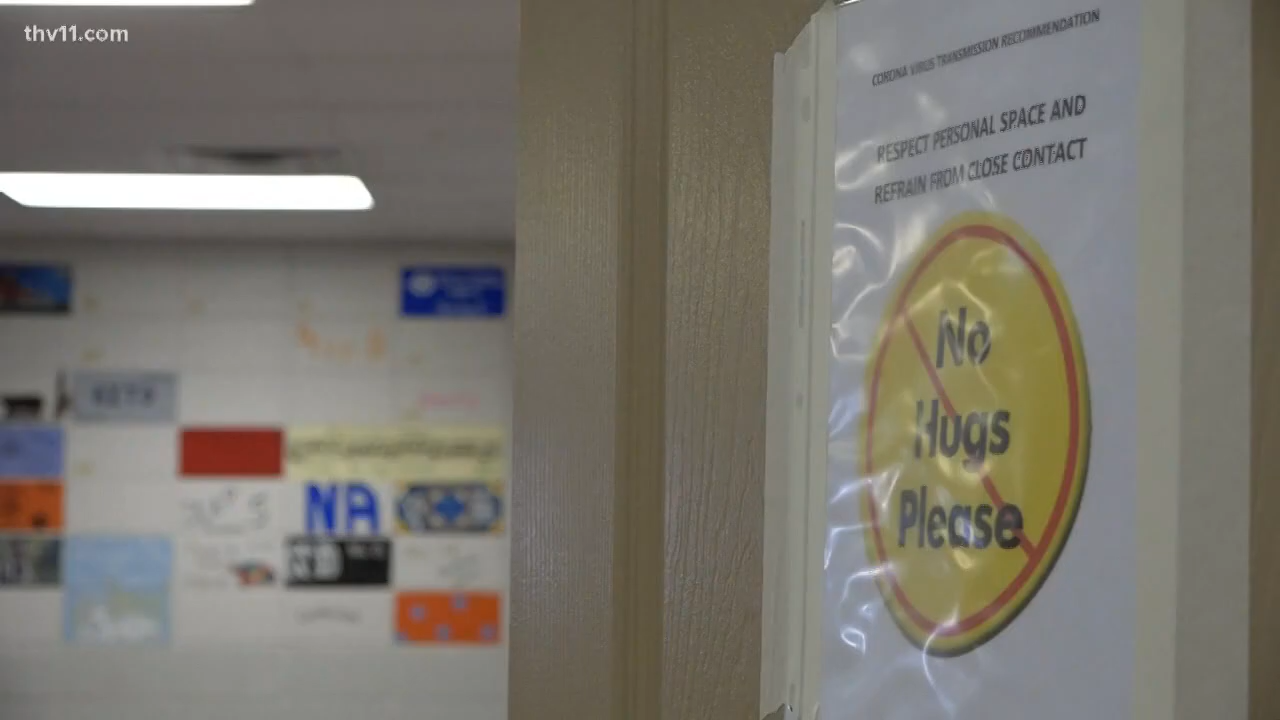 thv11.com
CORONA VIRUS TRANSMISSION RECOMMENDATION
RESPECT PERSONAL SPACE AND
REFRAIN FROM CLOSE CONTACT
No
Hugs
Please
NA